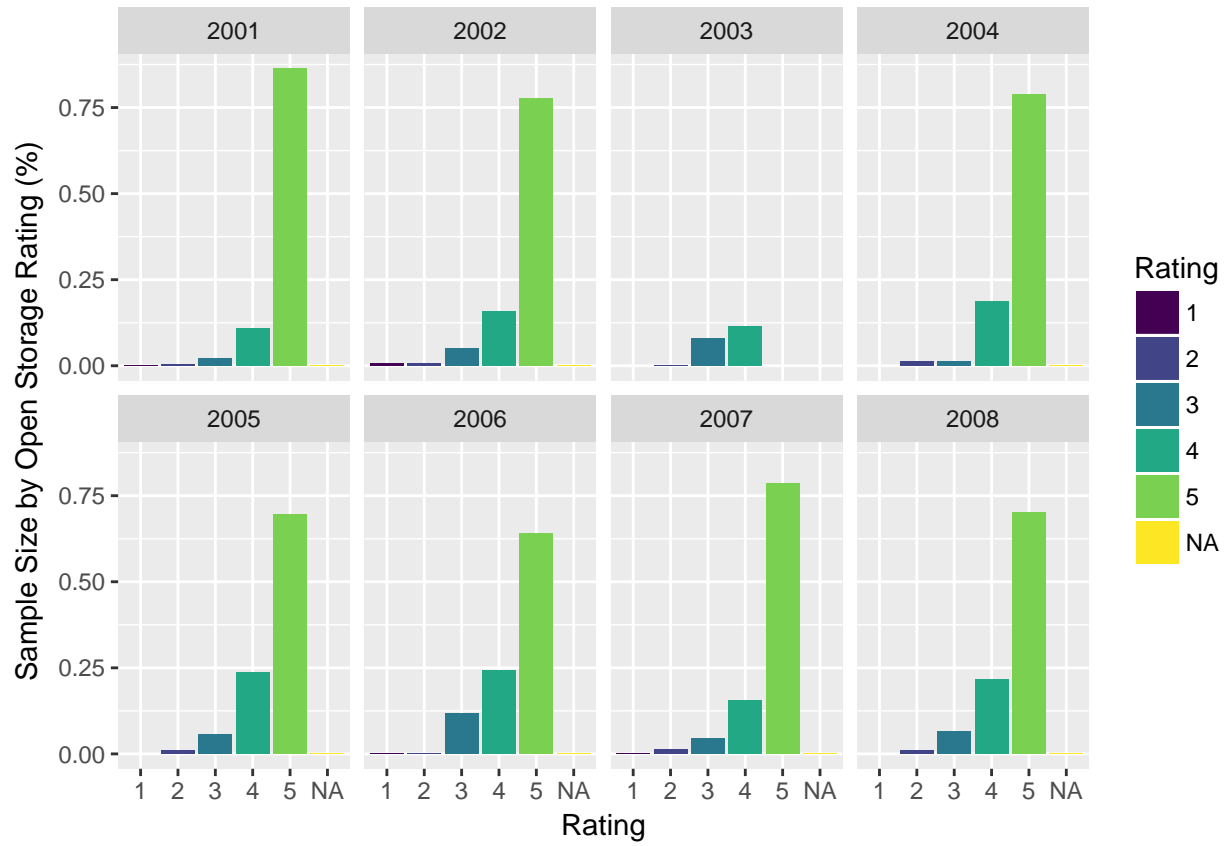 2001 2002 2003 2004
0.75
0.50
0.25
0.00
2005 2006 2007 2008
0.75
0.50
0.25
0.00
1 2 3 4 5 NA 1 2 3 4 5 NA 1 2 3 4 5 NA 1 2 3 4 5 NA
Rating
Sample Size by Open Storage Rating (%)
Rating
1
2
3
4
5
NA